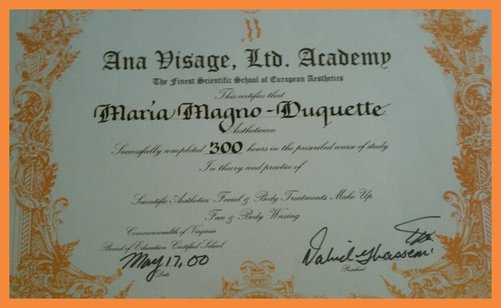 Ana Visage, Ltd. Academy
The Finest Scientific School of European Aesthetics
This certifies that
Maria Magno-Duquette
Aesthetician
Successfully completed 300 hours in the prescribed course of study
In theory and practice of
Scientific Aesthetics: Facial & Body Treatments: Make Up
Face & Body Waxing
Commonwealth of Virginia
Board of Education Certified School
May 17, 00
Date
President